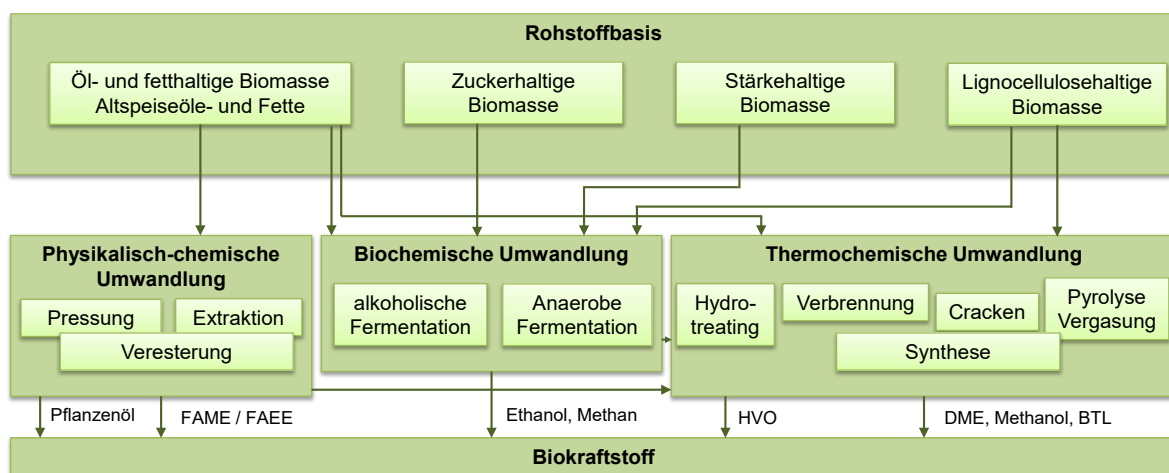 Rohstoffbasis
Öl- und fetthaltige Biomasse
Altspeiseöle- und Fette
Zuckerhaltige
Biomasse
Stärkehaltige
Biomasse
Lignocellulosehaltige
Biomasse
Physikalisch-chemische
Umwandlung
Pressung
Extraktion
Veresterung
Biochemische Umwandlung
alkoholische
Fermentation
Anaerobe
Fermentation
Thermochemische Umwandlung
Hydro-
treating
Verbrennung
Cracken
Pyrolyse
Vergasung
Synthese
Pflanzenöl
FAME / FAEE
Ethanol, Methan
HVO
DME, Methanol, BTL
Biokraftstoff